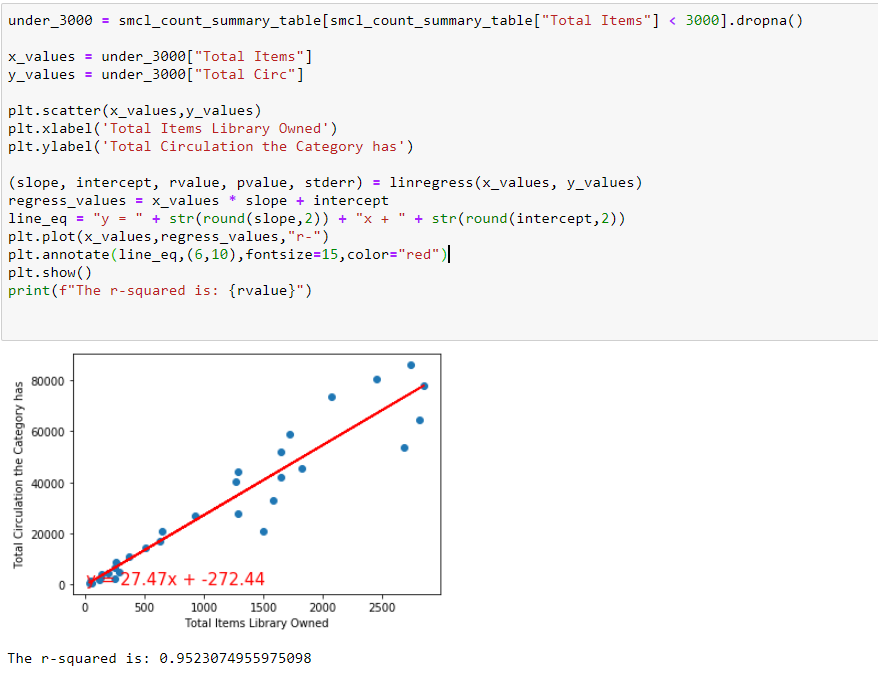 under_3000 = smcl_count_summary_table[smcl_count_summary_table["Total Items"] < 3000].dropna()
x_values = under_3000["Total Items"]
y_values = under_3000["Total Circ"]
plt.scatter(x_values,y_values)
plt.xlabel('Total Items Library Owned')
plt.ylabel('Total Circulation the Category has')
(slope, intercept, rvalue, pvalue, stderr) = linregress(x_values, y_values)
regress_values = x_values * slope + intercept
line_eq = "y = " + str(round(slope,2)) + "x + " + str(round(intercept,2))
plt.plot(x_values,regress_values,"r-")
plt.annotate(line_eq,(6,10),fontsize=15,color="red")
plt.show()
print(f"The r-squared is: {rvalue}")
Total Circulation the Category has
80000
60000
40000
20000
0
y = 27.47x + -272.44
0 500 1000 1500 2000 2500
Total Items Library Owned
The r-squared is: 0.9523074955975098